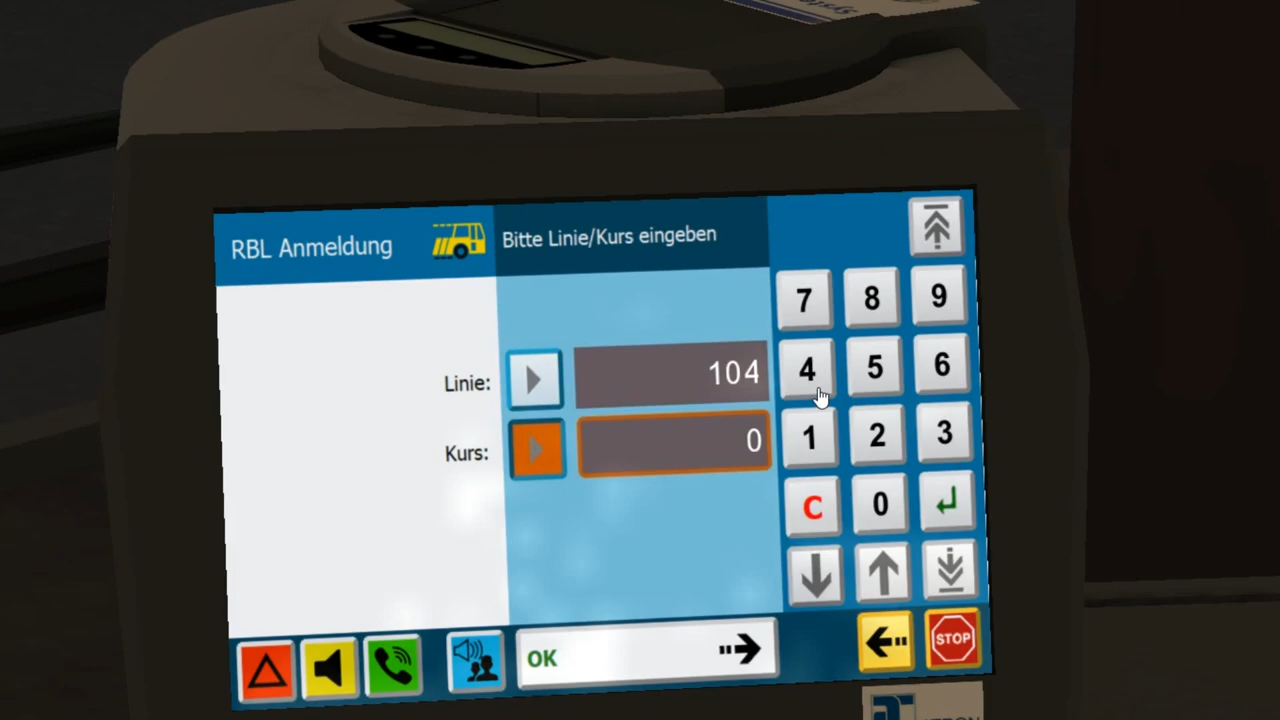 RBL Anmeldung
Bitte Linie/Kurs eingeben
7 8 9
Linie: 104
4 5 6
Kurs: 0
1 2 3
C 0
OK
STOP